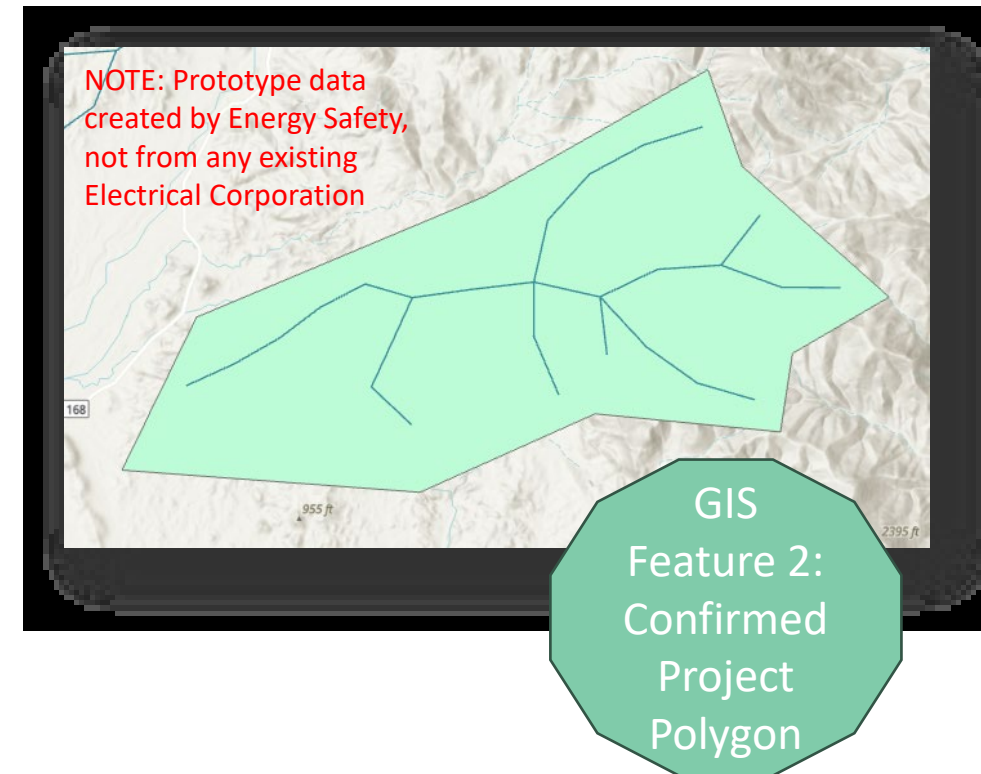 NOTE: Prototype data
created by Energy Safety,
not from any existing
Electrical Corporation
168
955 ft
2395 ft
GIS
Feature 2:
Confirmed
Project
Polygon